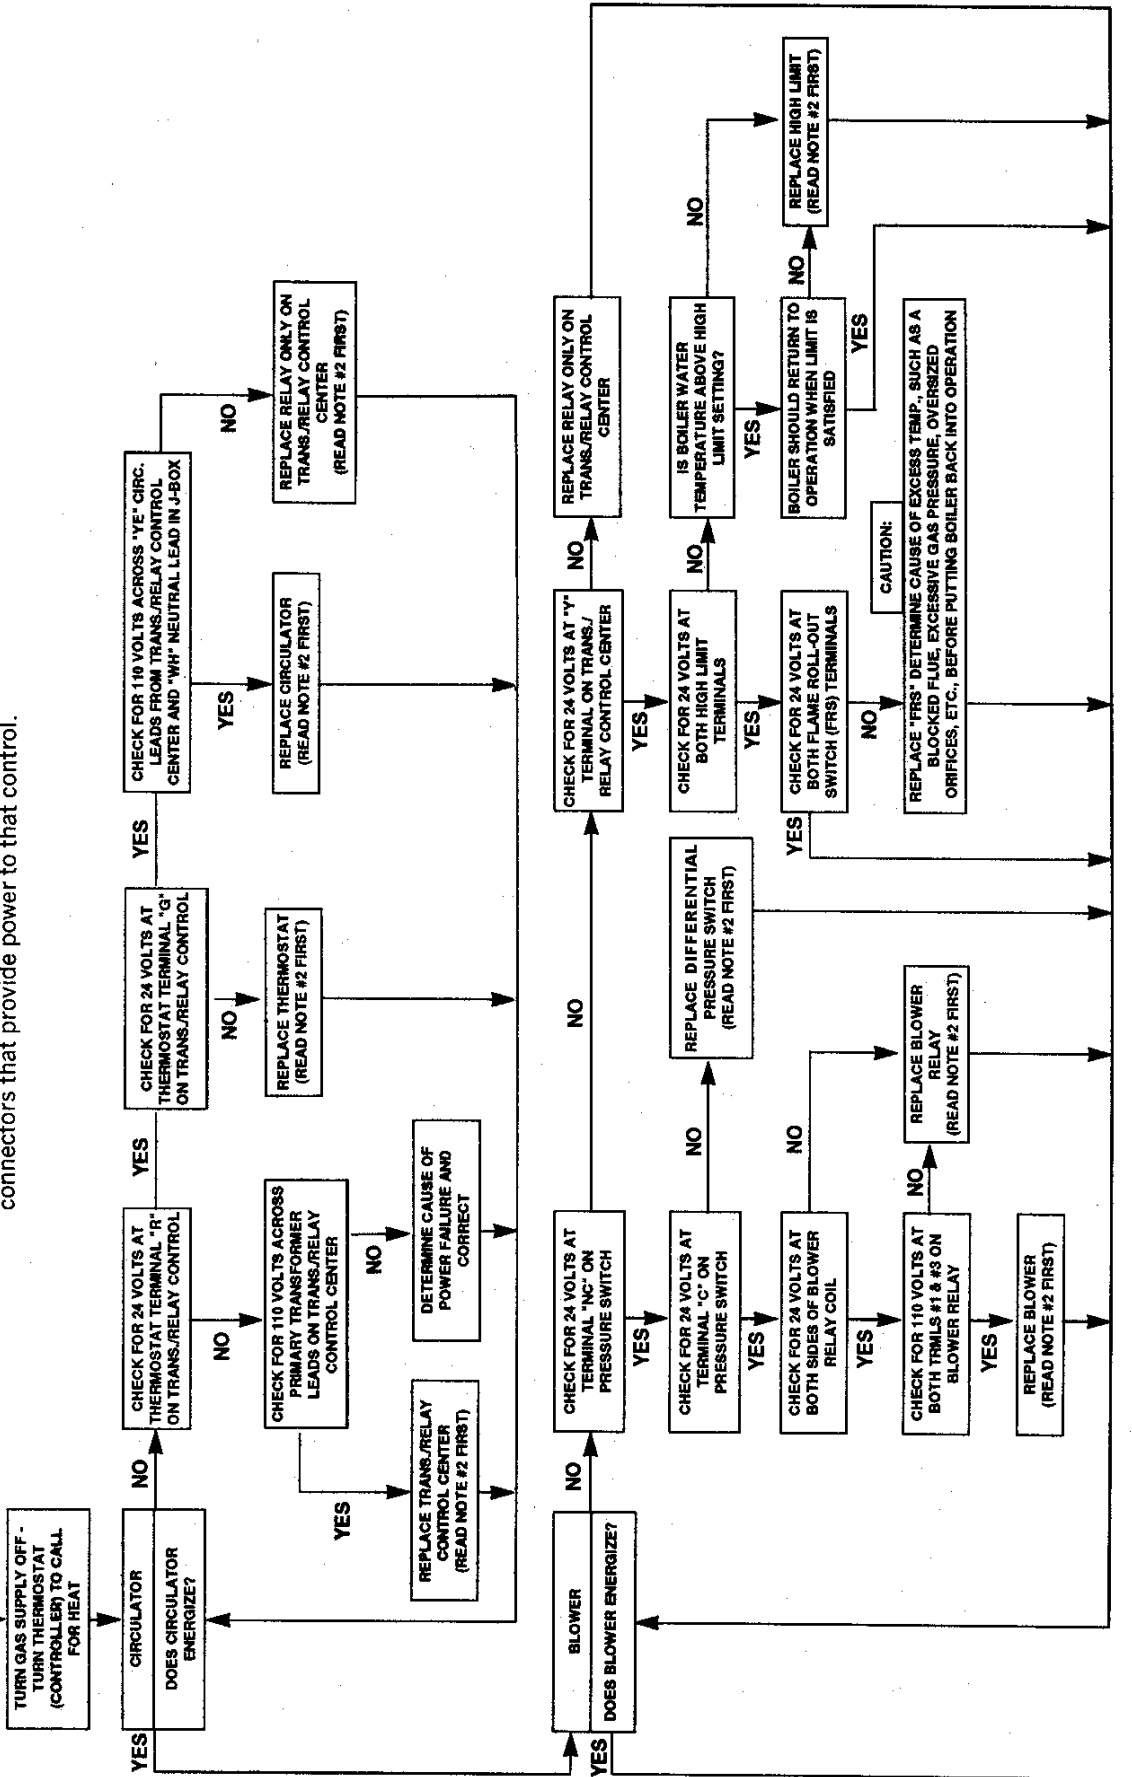 connectors that provide power to that control.
TURN GAS SUPPLY OFF -
TURN THERMOSTAT
(CONTROLLER) TO CALL
FOR HEAT
CIRCULATOR
DOES CIRCULATOR
ENERGIZE?
YES
NO
CHECK FOR 24 VOLTS AT
THERMOSTAT TERMINAL "R"
ON TRANS./RELAY CONTROL
YES
CHECK FOR 24 VOLTS AT
THERMOSTAT TERMINAL "G"
ON TRANS./RELAY CONTROL
YES
CHECK FOR 110 VOLTS ACROSS "YE" CIRC.
LEADS FROM TRANS./RELAY CONTROL
CENTER AND "WH" NEUTRAL LEAD IN J-BOX
NO
CHECK FOR 110 VOLTS ACROSS
PRIMARY TRANSFORMER
LEADS ON TRANS./RELAY
CONTROL CENTER
NO
REPLACE THERMOSTAT
(READ NOTE #2 FIRST)
YES
REPLACE CIRCULATOR
(READ NOTE #2 FIRST)
NO
REPLACE RELAY ONLY ON
TRANS./RELAY CONTROL
CENTER
(READ NOTE #2 FIRST)
YES
REPLACE TRANS./RELAY
CONTROL CENTER
(READ NOTE #2 FIRST)
NO
DETERMINE CAUSE OF
POWER FAILURE AND
CORRECT
BLOWER
DOES BLOWER ENERGIZE?
YES
NO
CHECK FOR 24 VOLTS AT
TERMINAL "NC" ON
PRESSURE SWITCH
NO
CHECK FOR 24 VOLTS AT "Y"
TERMINAL ON TRANS./
RELAY CONTROL CENTER
NO
REPLACE RELAY ONLY ON
TRANS./RELAY CONTROL
CENTER
YES
CHECK FOR 24 VOLTS AT
TERMINAL "C" ON
PRESSURE SWITCH
NO
REPLACE DIFFERENTIAL
PRESSURE SWITCH
(READ NOTE #2 FIRST)
YES
CHECK FOR 24 VOLTS AT
BOTH HIGH LIMIT
TERMINALS
NO
IS BOILER WATER
TEMPERATURE ABOVE HIGH
LIMIT SETTING?
NO
YES
CHECK FOR 24 VOLTS AT
BOTH SIDES OF BLOWER
RELAY COIL
NO
YES
CHECK FOR 24 VOLTS AT
BOTH FLAME ROLL-OUT
SWITCH (FRS) TERMINALS
YES
YES
BOILER SHOULD RETURN TO
OPERATION WHEN LIMIT IS
SATISFIED
NO
REPLACE HIGH LIMIT
(READ NOTE #2 FIRST)
YES
YES
CHECK FOR 110 VOLTS AT
BOTH TRMLS #1 & #3 ON
BLOWER RELAY
NO
REPLACE BLOWER
RELAY
(READ NOTE #2 FIRST)
NO
CAUTION:
REPLACE "FRS" DETERMINE CAUSE OF EXCESS TEMP., SUCH AS A
BLOCKED FLUE, EXCESSIVE GAS PRESSURE, OVERSIZED
ORIFICES, ETC., BEFORE PUTTING BOILER BACK INTO OPERATION
YES
REPLACE BLOWER
(READ NOTE #2 FIRST)